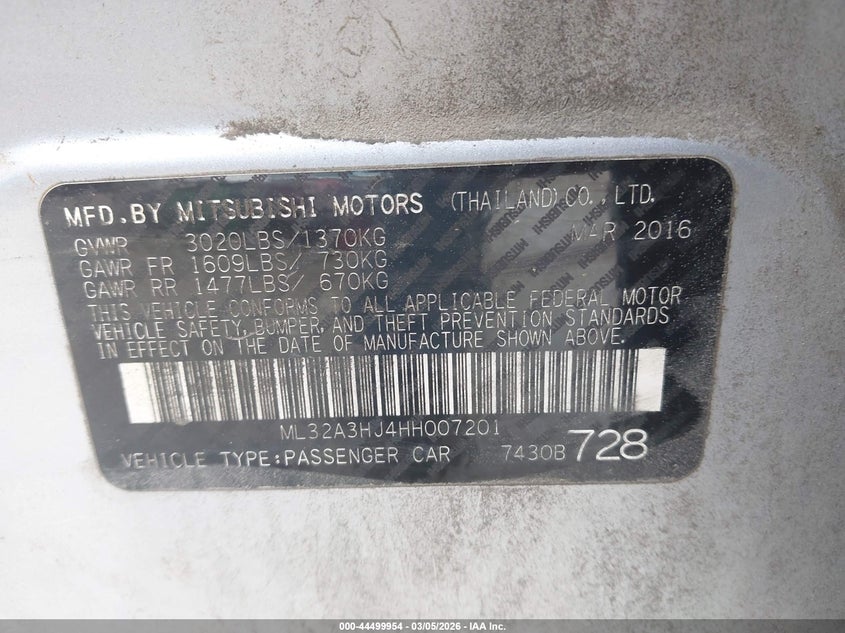 MFD.BY MITSUBISHI MOTORS (THAILAND)CO.,LTD.
GVWR 3020LBS/1370KG MAR 2016
GAWR FR 1609LBS/ 730KG
GAWR RR 1477LBS/ 670KG
THIS VEHICLE CONFORMS TO ALL APPLICABLE FEDERAL MOTOR
VEHICLE SAFETY, BUMPER, AND THEFT PREVENTION STANDARDS
IN EFFECT ON THE DATE OF MANUFACTURE SHOWN ABOVE.
ML32A3HJ4HH007201
VEHICLE TYPE:PASSENGER CAR 7430B 728
000-44499954 - 03/05/2026 - IAA Inc.